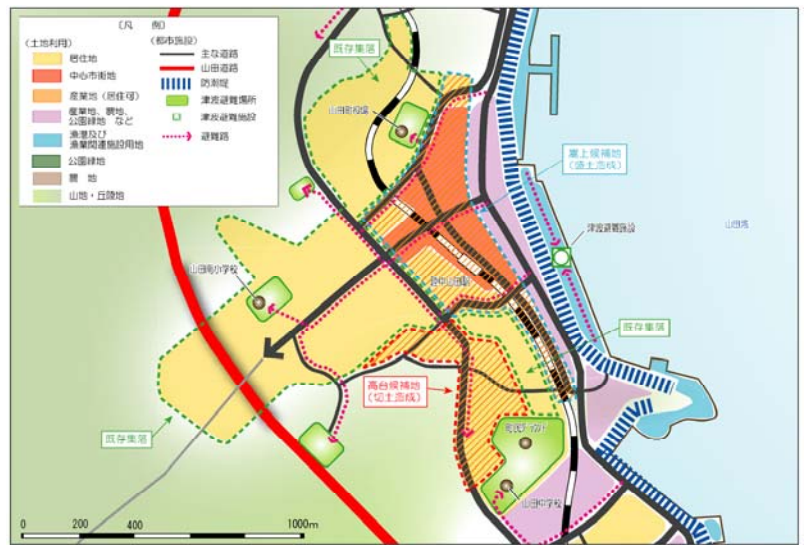 〔凡　例〕
（土地利用）
居住地
中心市街地
産業地（居住可）
産業地、農地、
公園緑地　など
漁港及び
漁業関連施設用地
公園緑地
農　地
山地・丘陵地
（都市施設）
主な道路
山田道路
防潮堤
津波避難場所
津波避難施設
避難路
既存集落
山田町役場
嵩上候補地
（盛土造成）
津波避難施設
山田湾
山田町小学校
陸中山田駅
既存集落
高台候補地
（切土造成）
既存集落
山田中学校
0
200
400
1000m